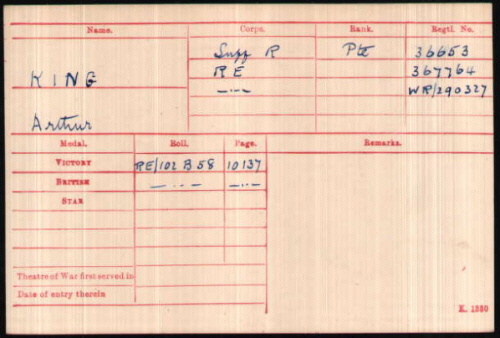 Name. Corps. Rank. Regtl. No.
Suff R Pte 36653
KING RE 367764
—"— WR/290327
Arthur
Medal. Roll. Page. Remarks.
VICTORY RE/102 B 58 10137
BRITISH —"— —"—
STAR
Theatre of War first served in
Date of entry therein
K. 1380